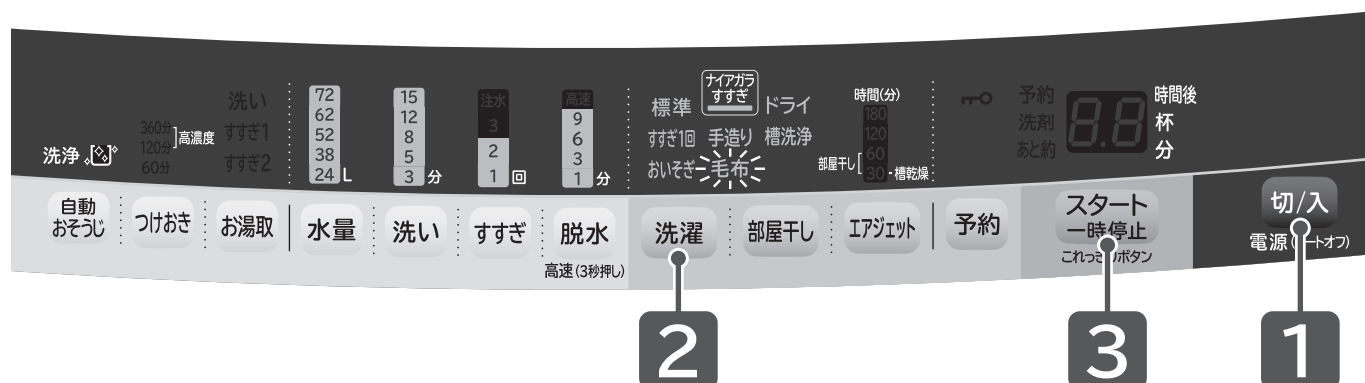 洗浄
360分
120分
60分
高濃度
洗い
すすぎ1
すすぎ2
72
62
52
38
24 L
15
12
8
5
3 分
注水
3
2
1 回
高速
9
6
3
1 分
標準 ナイアガラ すすぎ ドライ
すすぎ1回 手造り 槽洗浄
おいそぎ 毛布
時間(分)
180
120
部屋干し 60
30 - 槽乾燥
予約
洗剤
あと約
8.8
時間後
杯
分
自動
おそうじ
つけおき
お湯取
水量
洗い
すすぎ
脱水
高速(3秒押し)
洗濯
部屋干し
エアジェット
予約
スタート
一時停止
切/入
2
3
1